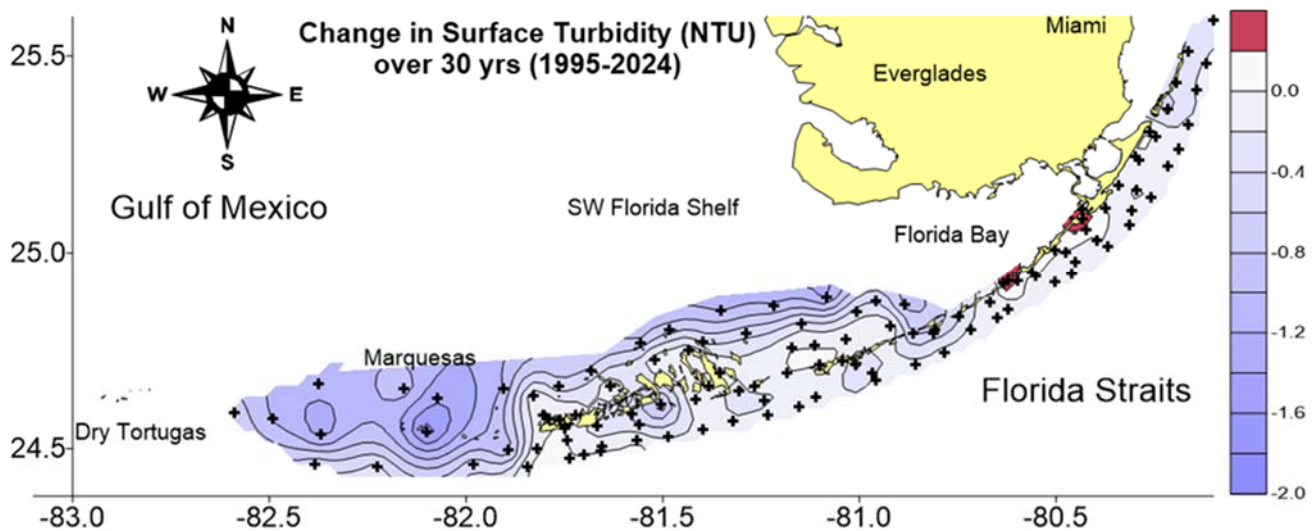 Change in Surface Turbidity (NTU)
over 30 yrs (1995-2024)
N
W E
S
Miami
Everglades
Gulf of Mexico
SW Florida Shelf
Florida Bay
Marquesas
Dry Tortugas
Florida Straits
25.5
25.0
24.5
-83.0 -82.5 -82.0 -81.5 -81.0 -80.5
0.0
-0.4
-0.8
-1.2
-1.6
-2.0